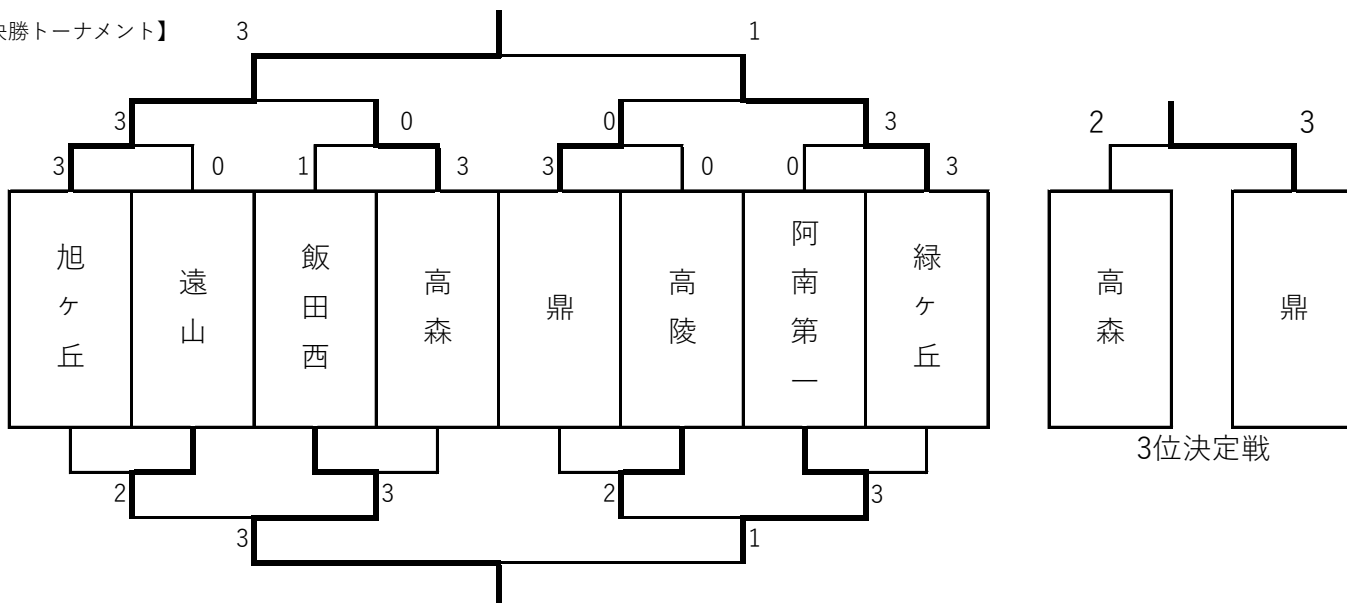 決勝トーナメント】
3 1
3 0 0 3
3 0 1 3 3 0 0 3
2 3
旭ヶ丘
遠山
飯田西
高森
鼎
高陵
阿南第一
緑ヶ丘
高森
鼎
3位決定戦
2 3 2 3
3 1